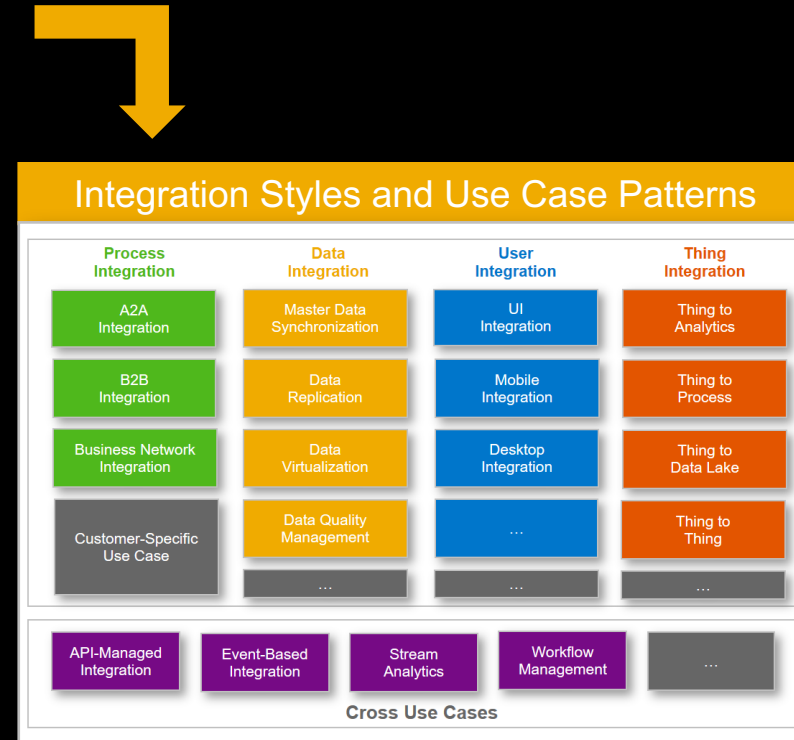 Integration Styles and Use Case Patterns
Process
Integration
A2A
Integration
B2B
Integration
Business Network
Integration
Customer-Specific
Use Case
Data
Integration
Master Data
Synchronization
Data
Replication
Data
Virtualization
Data Quality
Management
…
User
Integration
UI
Integration
Mobile
Integration
Desktop
Integration
…
…
Thing
Integration
Thing to
Analytics
Thing to
Process
Thing to
Data Lake
Thing to
Thing
…
API-Managed
Integration
Event-Based
Integration
Stream
Analytics
Workflow
Management
…
Cross Use Cases